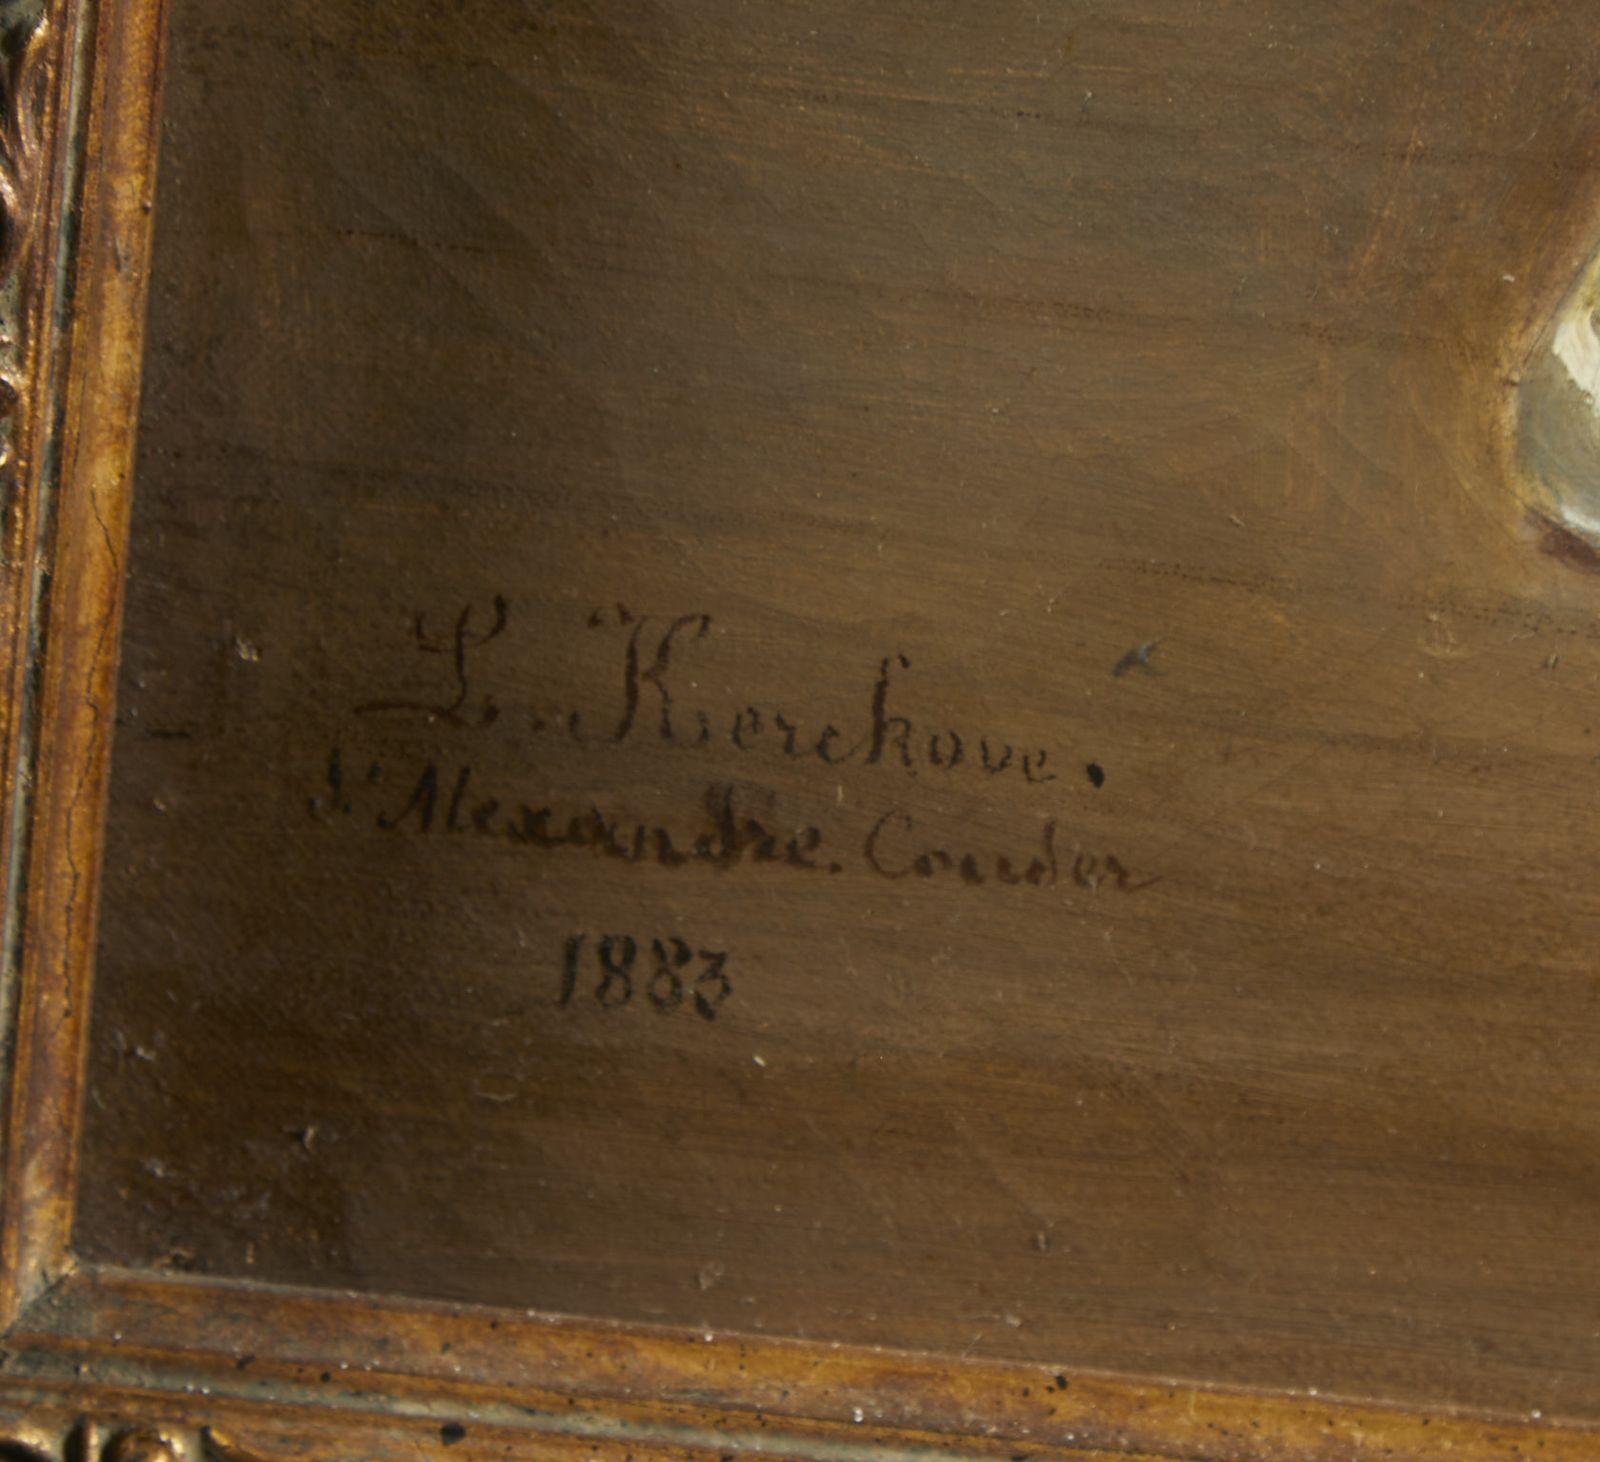 L. Kerckove.
d'Alexandre. Couder
1883